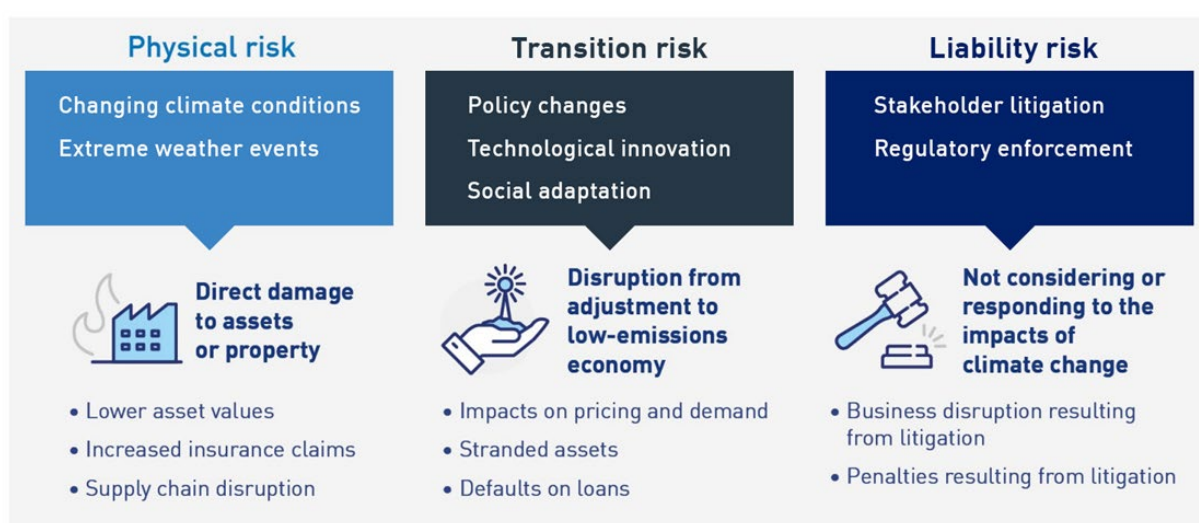 Physical risk
Changing climate conditions
Extreme weather events
Direct damage
to assets
or property
• Lower asset values
• Increased insurance claims
• Supply chain disruption
Transition risk
Policy changes
Technological innovation
Social adaptation
Disruption from
adjustment to
low-emissions
economy
• Impacts on pricing and demand
• Stranded assets
• Defaults on loans
Liability risk
Stakeholder litigation
Regulatory enforcement
Not considering or
responding to the
impacts of
climate change
• Business disruption resulting
from litigation
• Penalties resulting from litigation